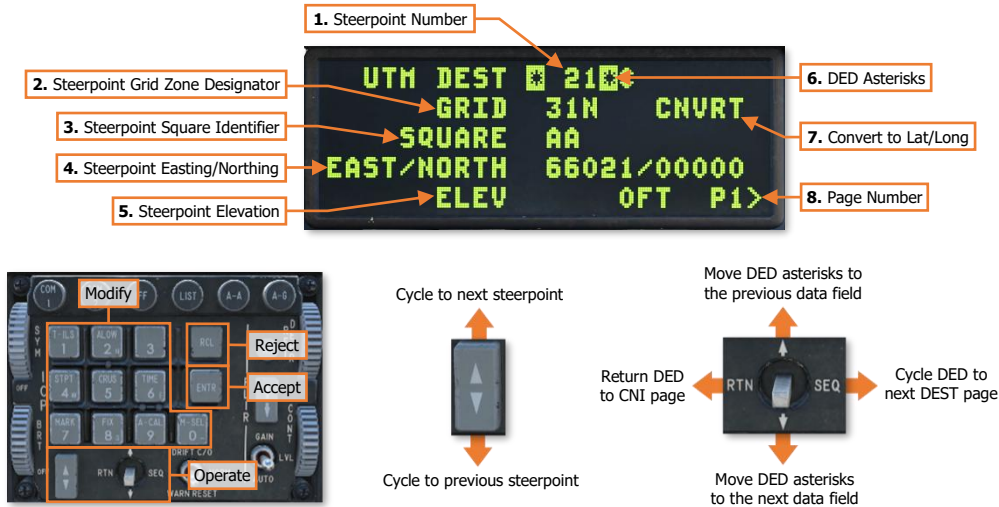 1. Steerpoint Number
UTM DEST * 21*
6. DED Asterisks
2. Steerpoint Grid Zone Designator
GRID 31N CNVRT
3. Steerpoint Square Identifier
SQUARE AA
7. Convert to Lat/Long
4. Steerpoint Easting/Northing
EAST/NORTH 66021/00000
5. Steerpoint Elevation
ELEV 0FT P1>
8. Page Number
COM 1
FF
LIST
A-A
A-G
Modify
SYM
T-ILS 1
ALOW 2
3
RCL
Reject
ICP
OFF
STPT 4
CRUS 5
TIME 6
ENTR
Accept
CONT
BRT
MARK 7
FIX 8
A-CAL 9
M-SEL 0
GAIN
LVL
AUTO
RTN SEQ
DRIFT C/O
Operate
WARN RESET
Cycle to next steerpoint
Cycle to previous steerpoint
Move DED asterisks to
the previous data field
Return DED
to CNI page
RTN SEQ
Cycle DED to
next DEST page
Move DED asterisks
to the next data field